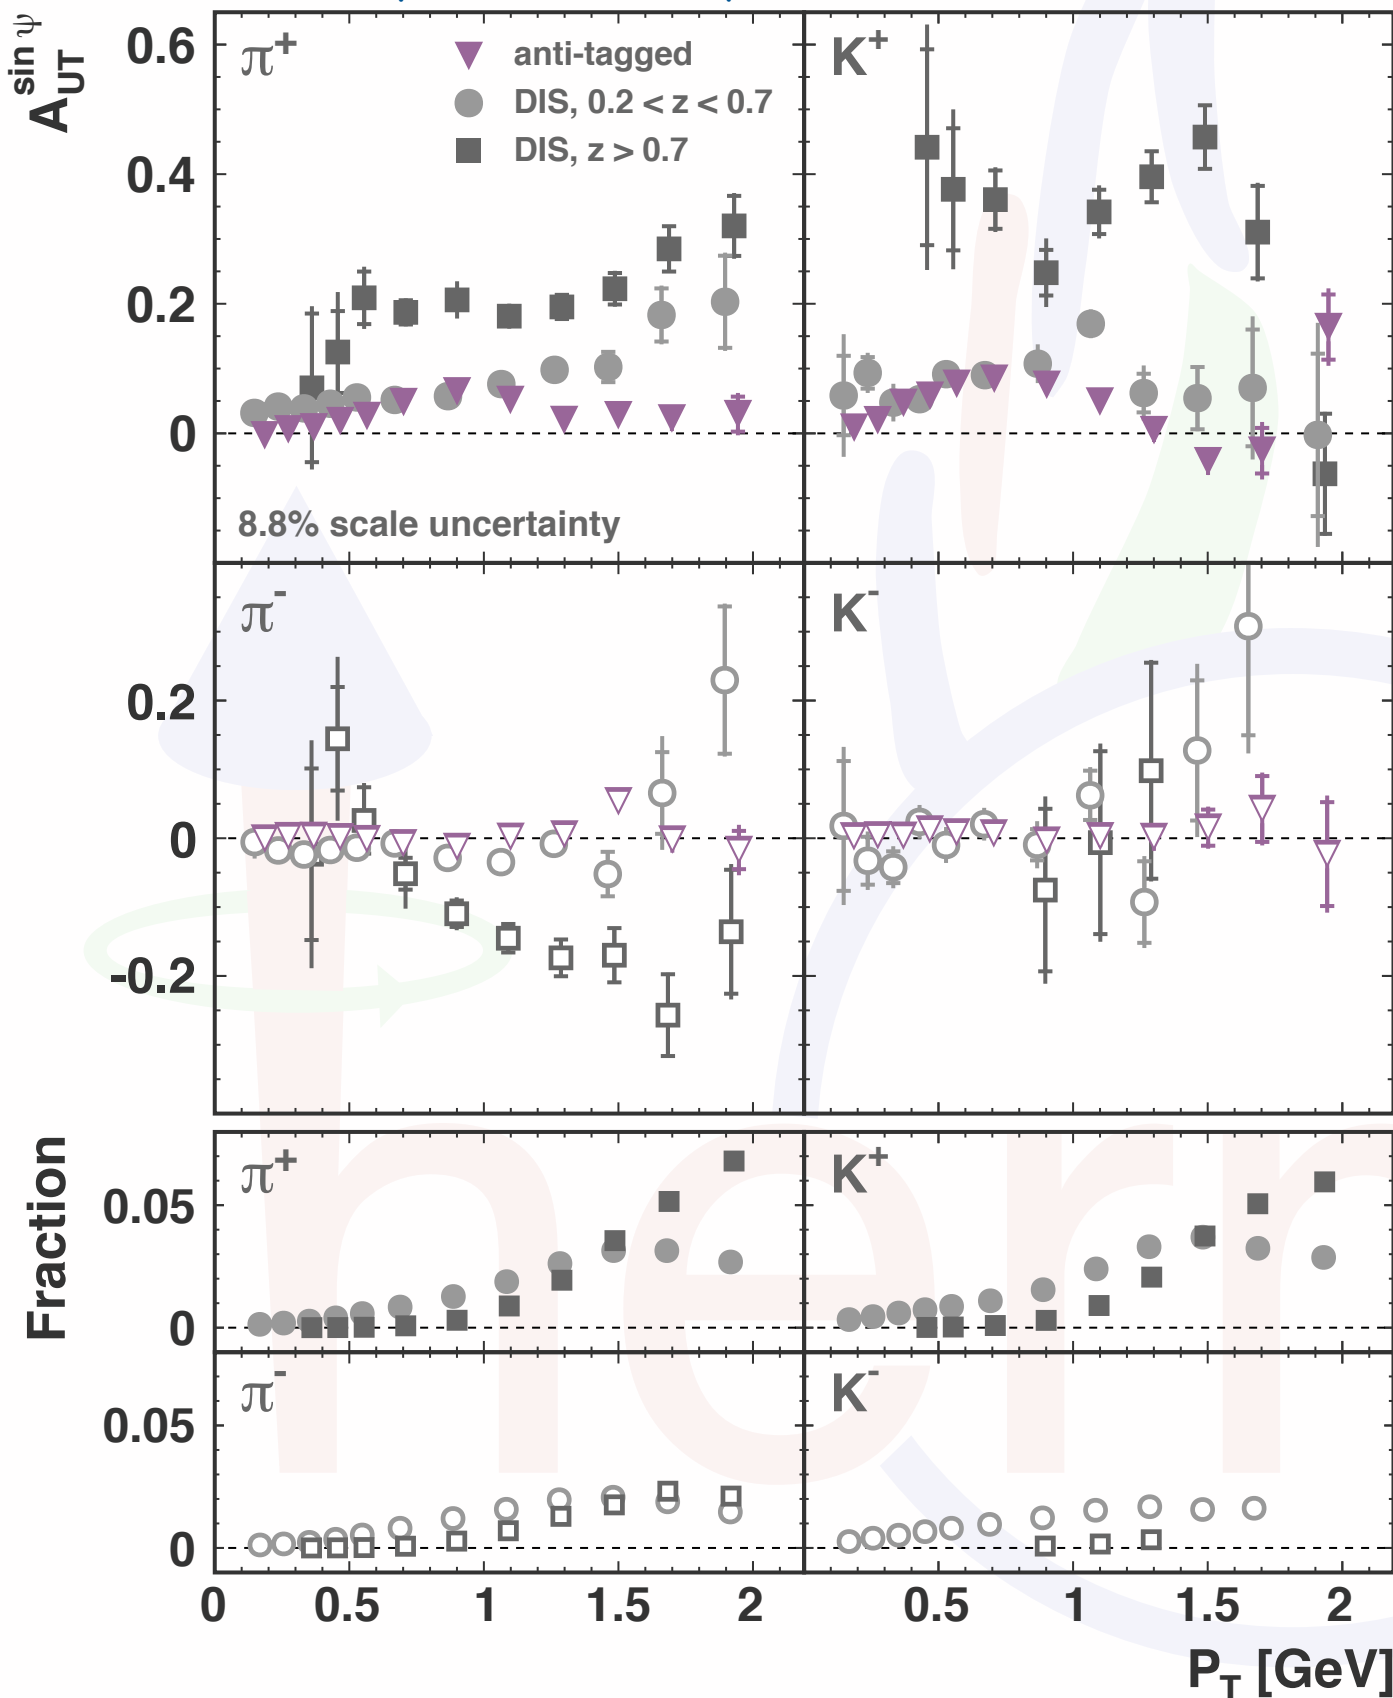 A_UT^sin ψ
0.6
0.4
0.2
0
π+
anti-tagged
DIS, 0.2 < z < 0.7
DIS, z > 0.7
8.8% scale uncertainty
K+
0.2
0
-0.2
π-
K-
Fraction
0.05
0
π+
K+
0.05
0
π-
K-
0 0.5 1 1.5 2
0.5 1 1.5 2
P_T [GeV]